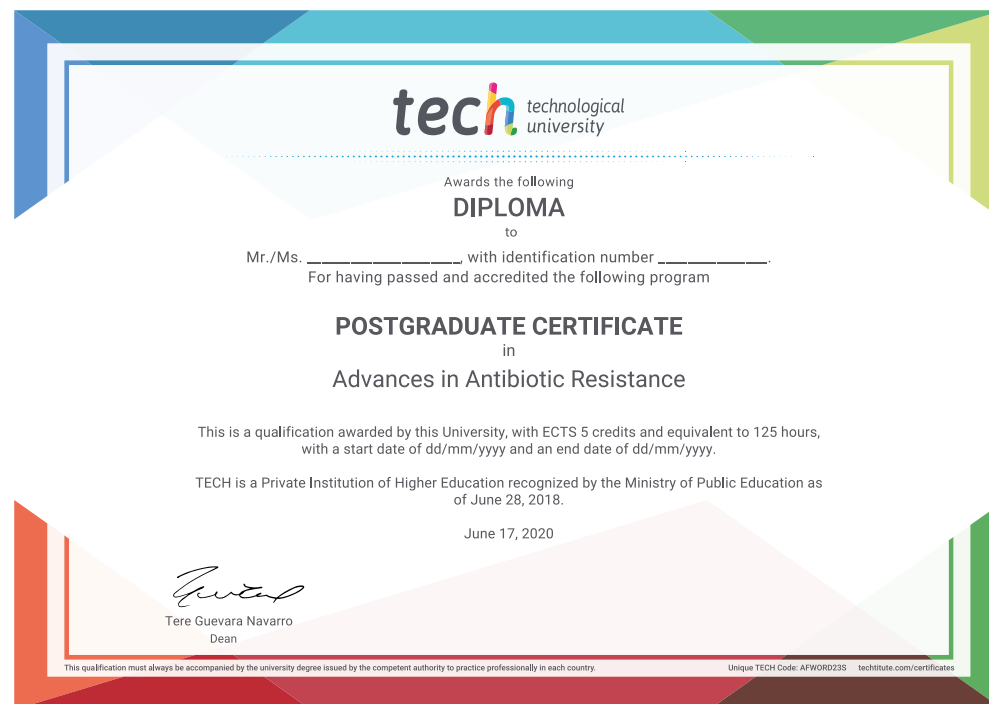 tech technological
university
Awards the following
DIPLOMA
to
Mr./Ms. ____________________, with identification number ______________.
For having passed and accredited the following program
POSTGRADUATE CERTIFICATE
in
Advances in Antibiotic Resistance
This is a qualification awarded by this University, with ECTS 5 credits and equivalent to 125 hours,
with a start date of dd/mm/yyyy and an end date of dd/mm/yyyy.
TECH is a Private Institution of Higher Education recognized by the Ministry of Public Education as
of June 28, 2018.
June 17, 2020
Tere Guevara Navarro
Dean
This qualification must always be accompanied by the university degree issued by the competent authority to practice professionally in each country.
Unique TECH Code: AFWORD23S techtitute.com/certificates